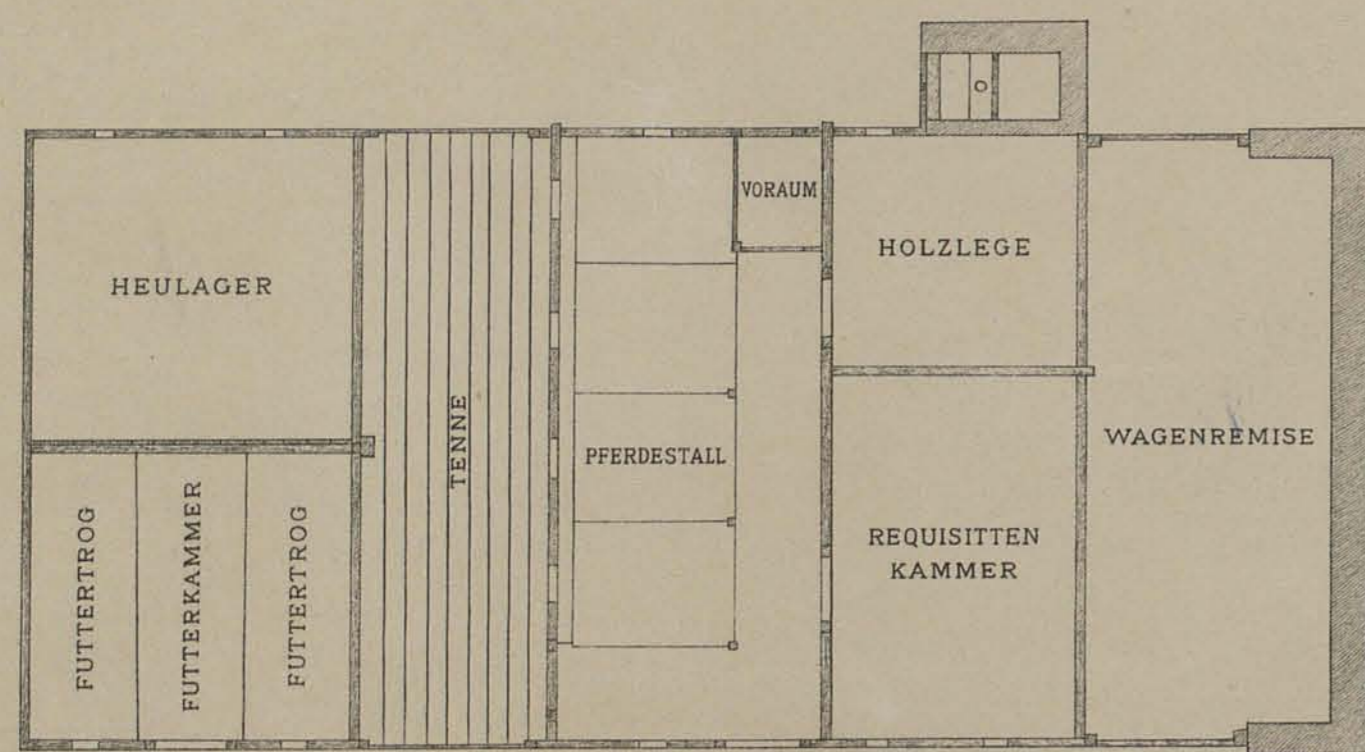 VORAUM
HOLZLEGE
HEULAGER
TENNE
WAGENREMISE
PFERDESTALL
FUTTERTROG
FUTTERKAMMER
FUTTERTROG
REQUISITTEN
KAMMER